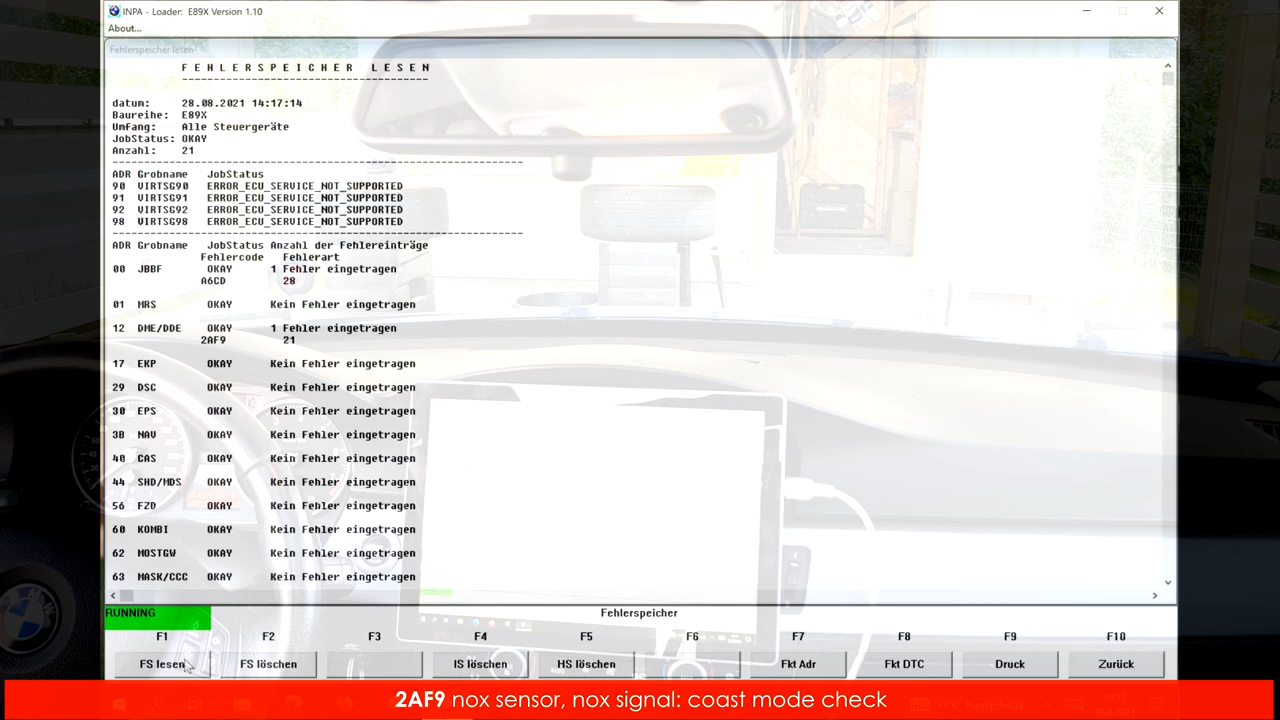 INPA - Loader: E89X Version 1.10
About...
Fehlerspeicher lesen
F E H L E R S P E I C H E R   L E S E N
---------------------------------------
datum: 28.08.2021 14:17:14
Baureihe: E89X
Umfang: Alle Steuergeräte
JobStatus: OKAY
Anzahl: 21
ADR Grobname JobStatus
90 VIRTSG90 ERROR_ECU_SERVICE_NOT_SUPPORTED
91 VIRTSG91 ERROR_ECU_SERVICE_NOT_SUPPORTED
92 VIRTSG92 ERROR_ECU_SERVICE_NOT_SUPPORTED
98 VIRTSG98 ERROR_ECU_SERVICE_NOT_SUPPORTED
ADR Grobname JobStatus Anzahl der Fehlereinträge
Fehlercode Fehlerart
00 JBBF OKAY 1 Fehler eingetragen
A6CD 28
01 MRS OKAY Kein Fehler eingetragen
12 DME/DDE OKAY 1 Fehler eingetragen
2AF9 21
17 EKP OKAY Kein Fehler eingetragen
29 DSC OKAY Kein Fehler eingetragen
30 EPS OKAY Kein Fehler eingetragen
3B NAV OKAY Kein Fehler eingetragen
40 CAS OKAY Kein Fehler eingetragen
44 SHD/MDS OKAY Kein Fehler eingetragen
56 FZD OKAY Kein Fehler eingetragen
60 KOMBI OKAY Kein Fehler eingetragen
62 MOSTGW OKAY Kein Fehler eingetragen
63 MASK/CCC OKAY Kein Fehler eingetragen
RUNNING Fehlerspeicher
F1 F2 F3 F4 F5 F6 F7 F8 F9 F10
FS lesen FS löschen IS löschen HS löschen Fkt Adr Fkt DTC Druck Zurück
2AF9 nox sensor, nox signal: coast mode check